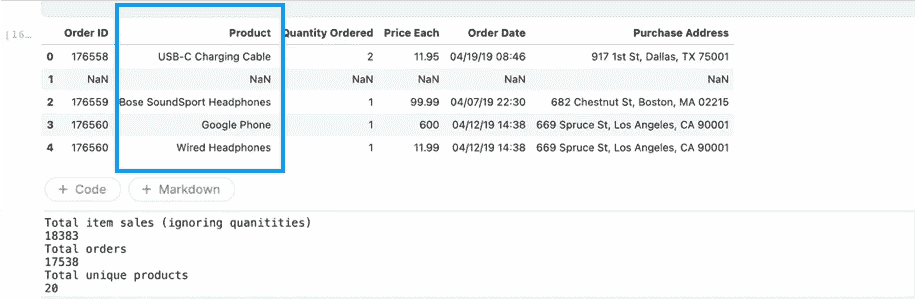 [16…
Order ID Product Quantity Ordered Price Each Order Date Purchase Address
0 176558 USB-C Charging Cable 2 11.95 04/19/19 08:46 917 1st St, Dallas, TX 75001
1 NaN NaN NaN NaN NaN NaN
2 176559 Bose SoundSport Headphones 1 99.99 04/07/19 22:30 682 Chestnut St, Boston, MA 02215
3 176560 Google Phone 1 600 04/12/19 14:38 669 Spruce St, Los Angeles, CA 90001
4 176560 Wired Headphones 1 11.99 04/12/19 14:38 669 Spruce St, Los Angeles, CA 90001
+ Code + Markdown
Total item sales (ignoring quanitities)
18383
Total orders
17538
Total unique products
20